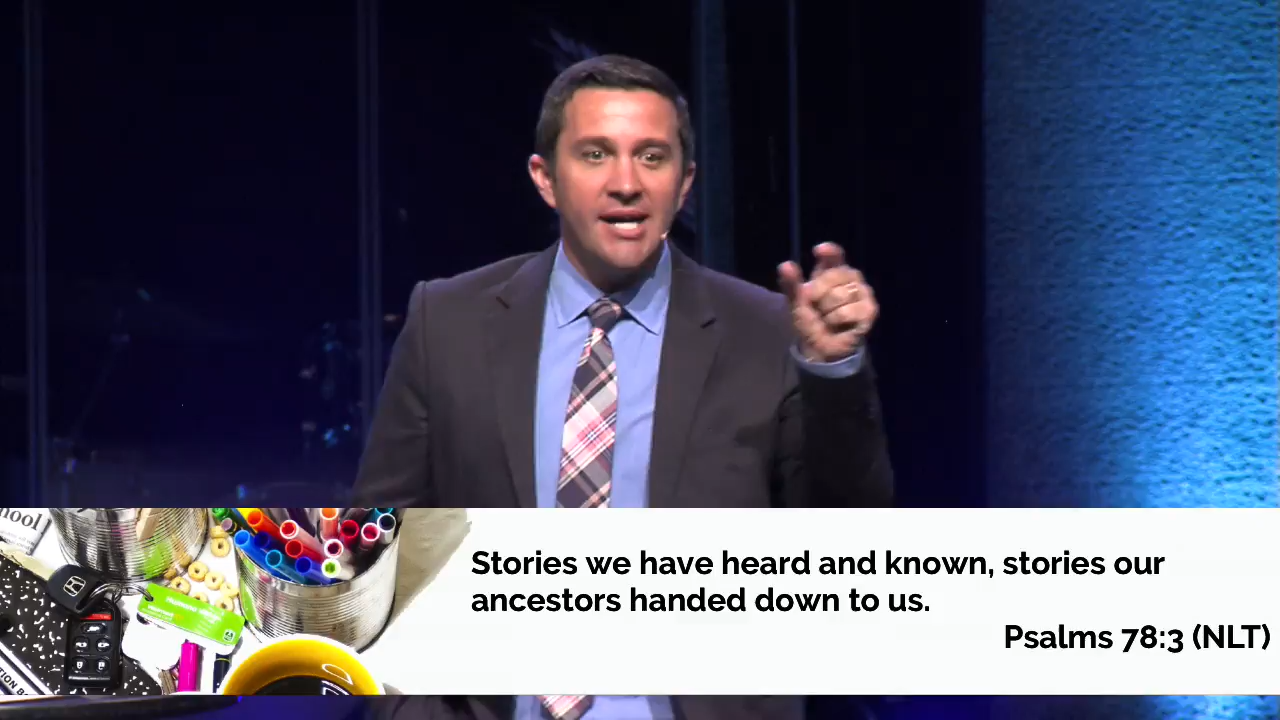 Stories we have heard and known, stories our
ancestors handed down to us.
Psalms 78:3 (NLT)